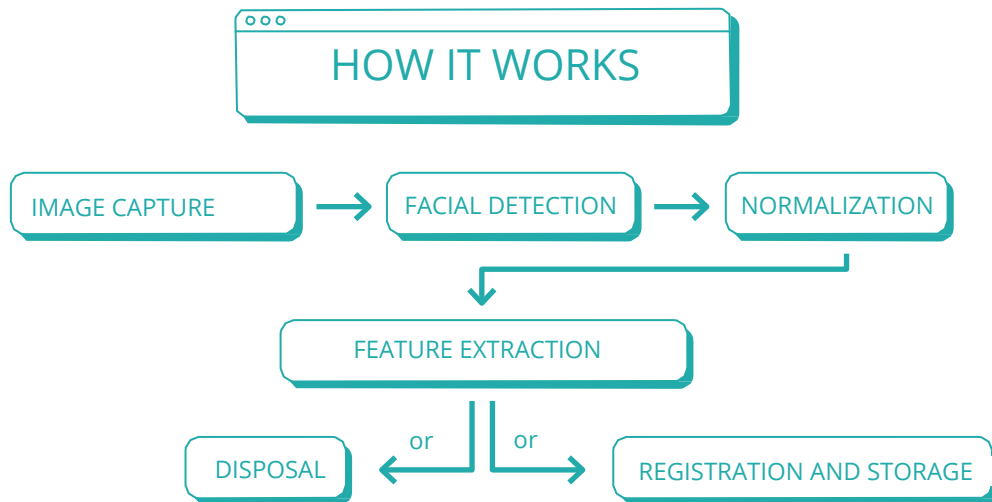 HOW IT WORKS
IMAGE CAPTURE
FACIAL DETECTION
NORMALIZATION
FEATURE EXTRACTION
or
or
DISPOSAL
REGISTRATION AND STORAGE